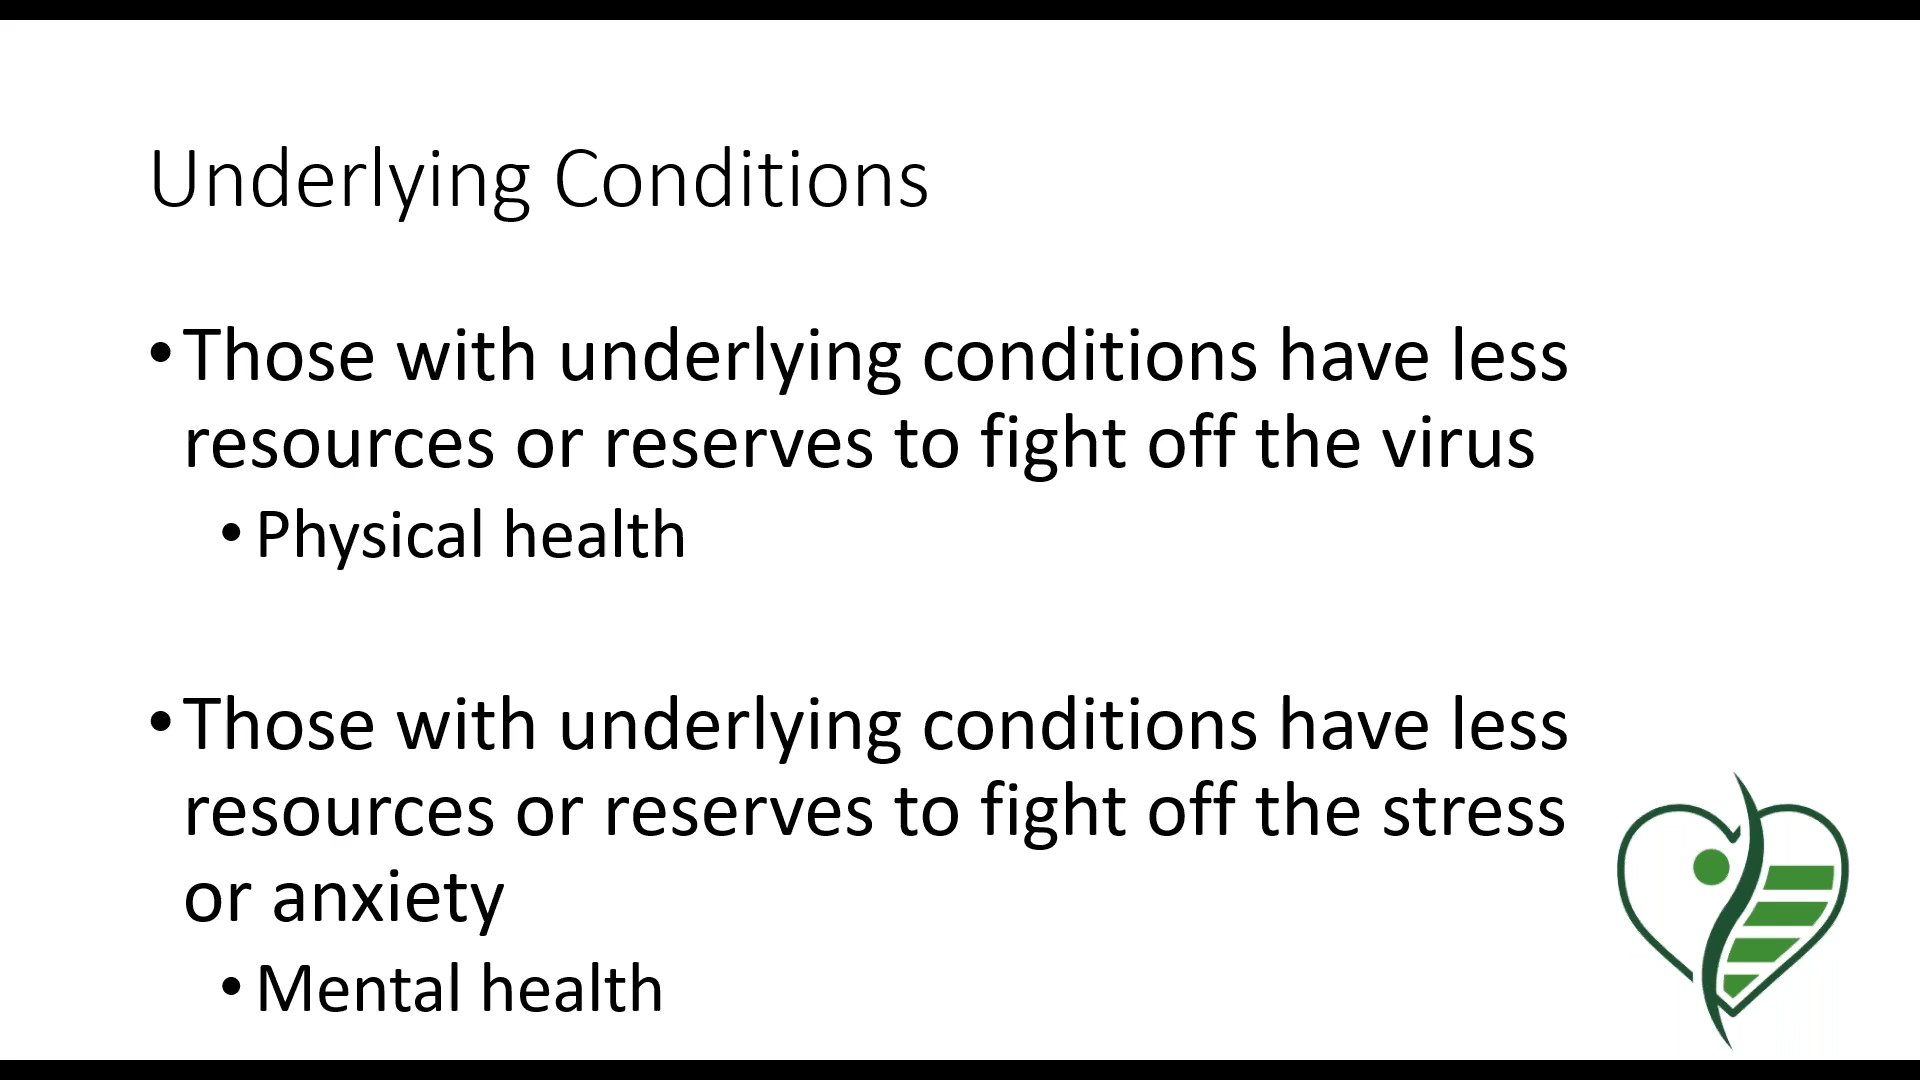 Underlying Conditions
• Those with underlying conditions have less
resources or reserves to fight off the virus
• Physical health
• Those with underlying conditions have less
resources or reserves to fight off the stress
or anxiety
• Mental health